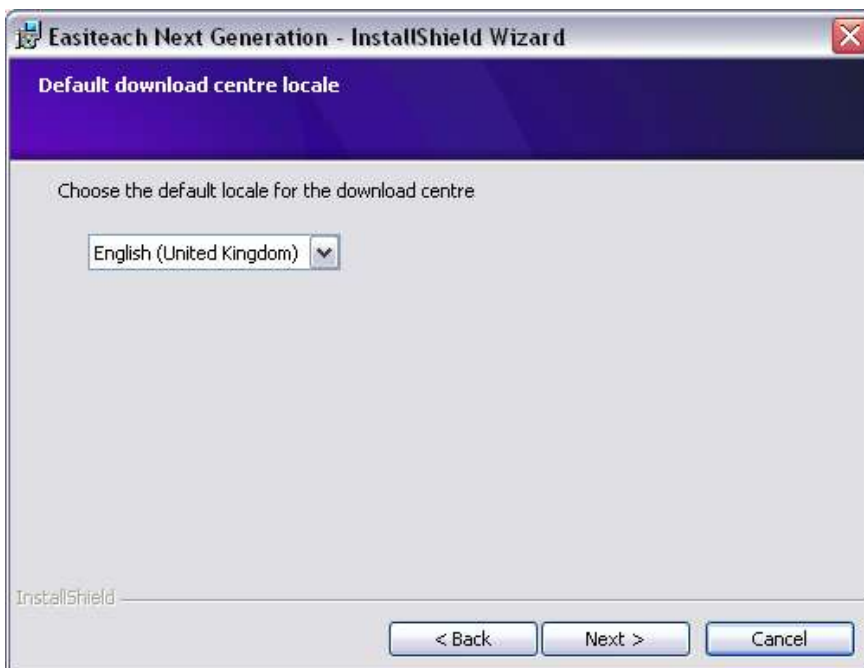 Easiteach Next Generation - InstallShield Wizard
Default download centre locale
Choose the default locale for the download centre
English (United Kingdom)
InstallShield
< Back Next > Cancel